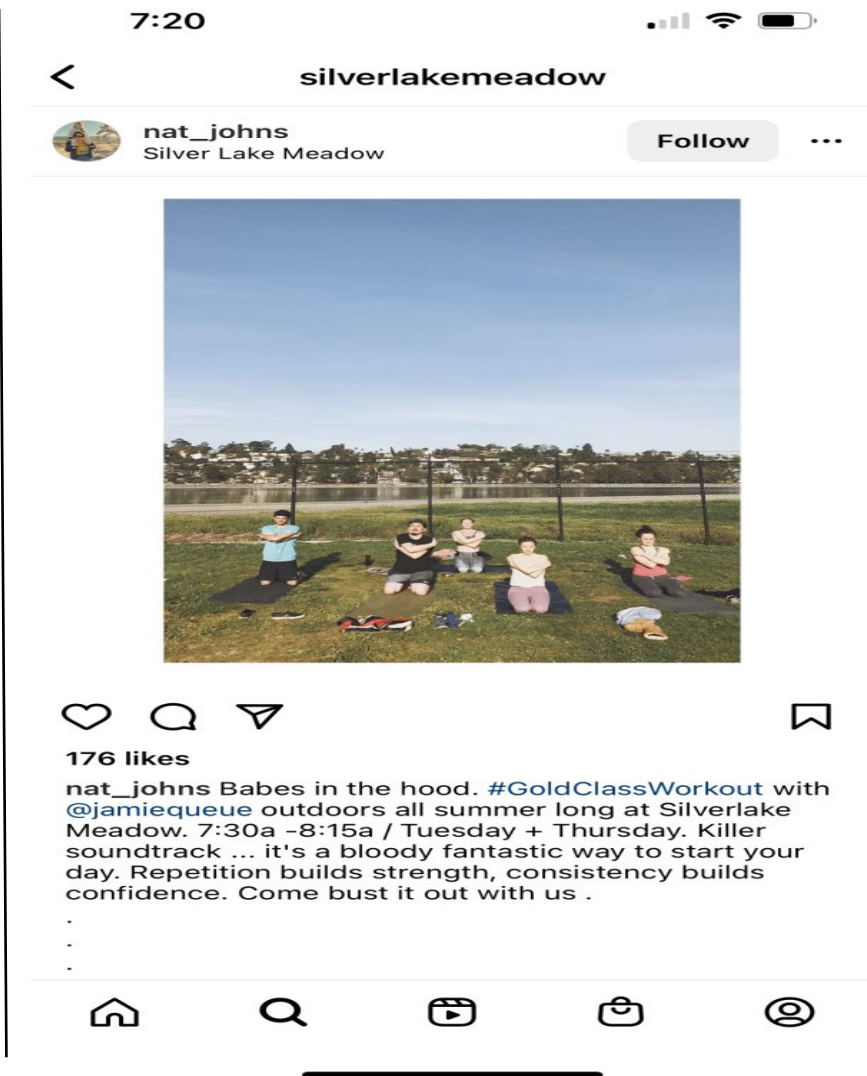 7:20
silverlakemeadow
nat_johns
Silver Lake Meadow
Follow
176 likes
nat_johns Babes in the hood. #GoldClassWorkout with
@jamiequeue outdoors all summer long at Silverlake
Meadow. 7:30a -8:15a / Tuesday + Thursday. Killer
soundtrack ... it's a bloody fantastic way to start your
day. Repetition builds strength, consistency builds
confidence. Come bust it out with us .
.
.
.